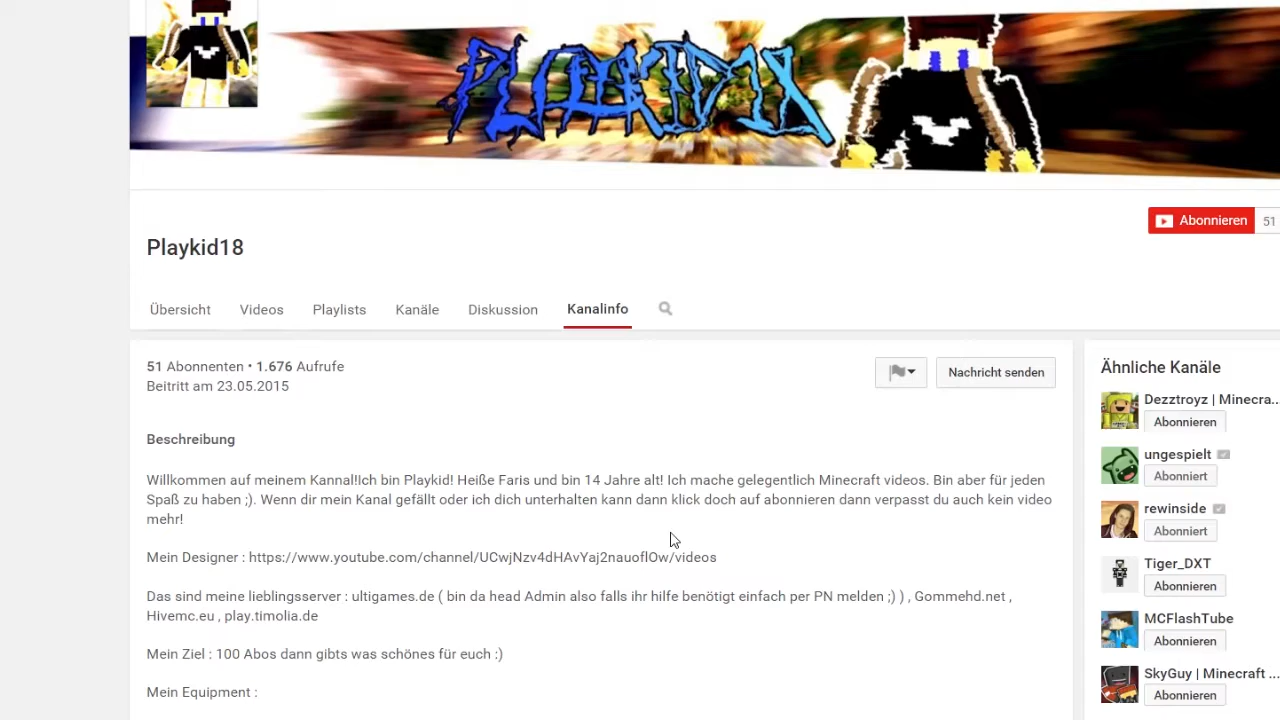 Playkid18
Abonnieren 51
Übersicht Videos Playlists Kanäle Diskussion Kanalinfo
51 Abonnenten • 1.676 Aufrufe
Beitritt am 23.05.2015
Nachricht senden
Beschreibung
Willkommen auf meinem Kannal!Ich bin Playkid! Heiße Faris und bin 14 Jahre alt! Ich mache gelegentlich Minecraft videos. Bin aber für jeden
Spaß zu haben ;). Wenn dir mein Kanal gefällt oder ich dich unterhalten kann dann klick doch auf abonnieren dann verpasst du auch kein video
mehr!
Mein Designer : https://www.youtube.com/channel/UCwjNzv4dHAvYaj2nauoflOw/videos
Das sind meine lieblingsserver : ultigames.de ( bin da head Admin also falls ihr hilfe benötigt einfach per PN melden ;) ) , Gommehd.net ,
Hivemc.eu , play.timolia.de
Mein Ziel : 100 Abos dann gibts was schönes für euch :)
Mein Equipment :
Ähnliche Kanäle
Dezztroyz | Minecra...
Abonnieren
ungespielt
Abonniert
rewinside
Abonniert
Tiger_DXT
Abonnieren
MCFlashTube
Abonnieren
SkyGuy | Minecraft ...
Abonnieren